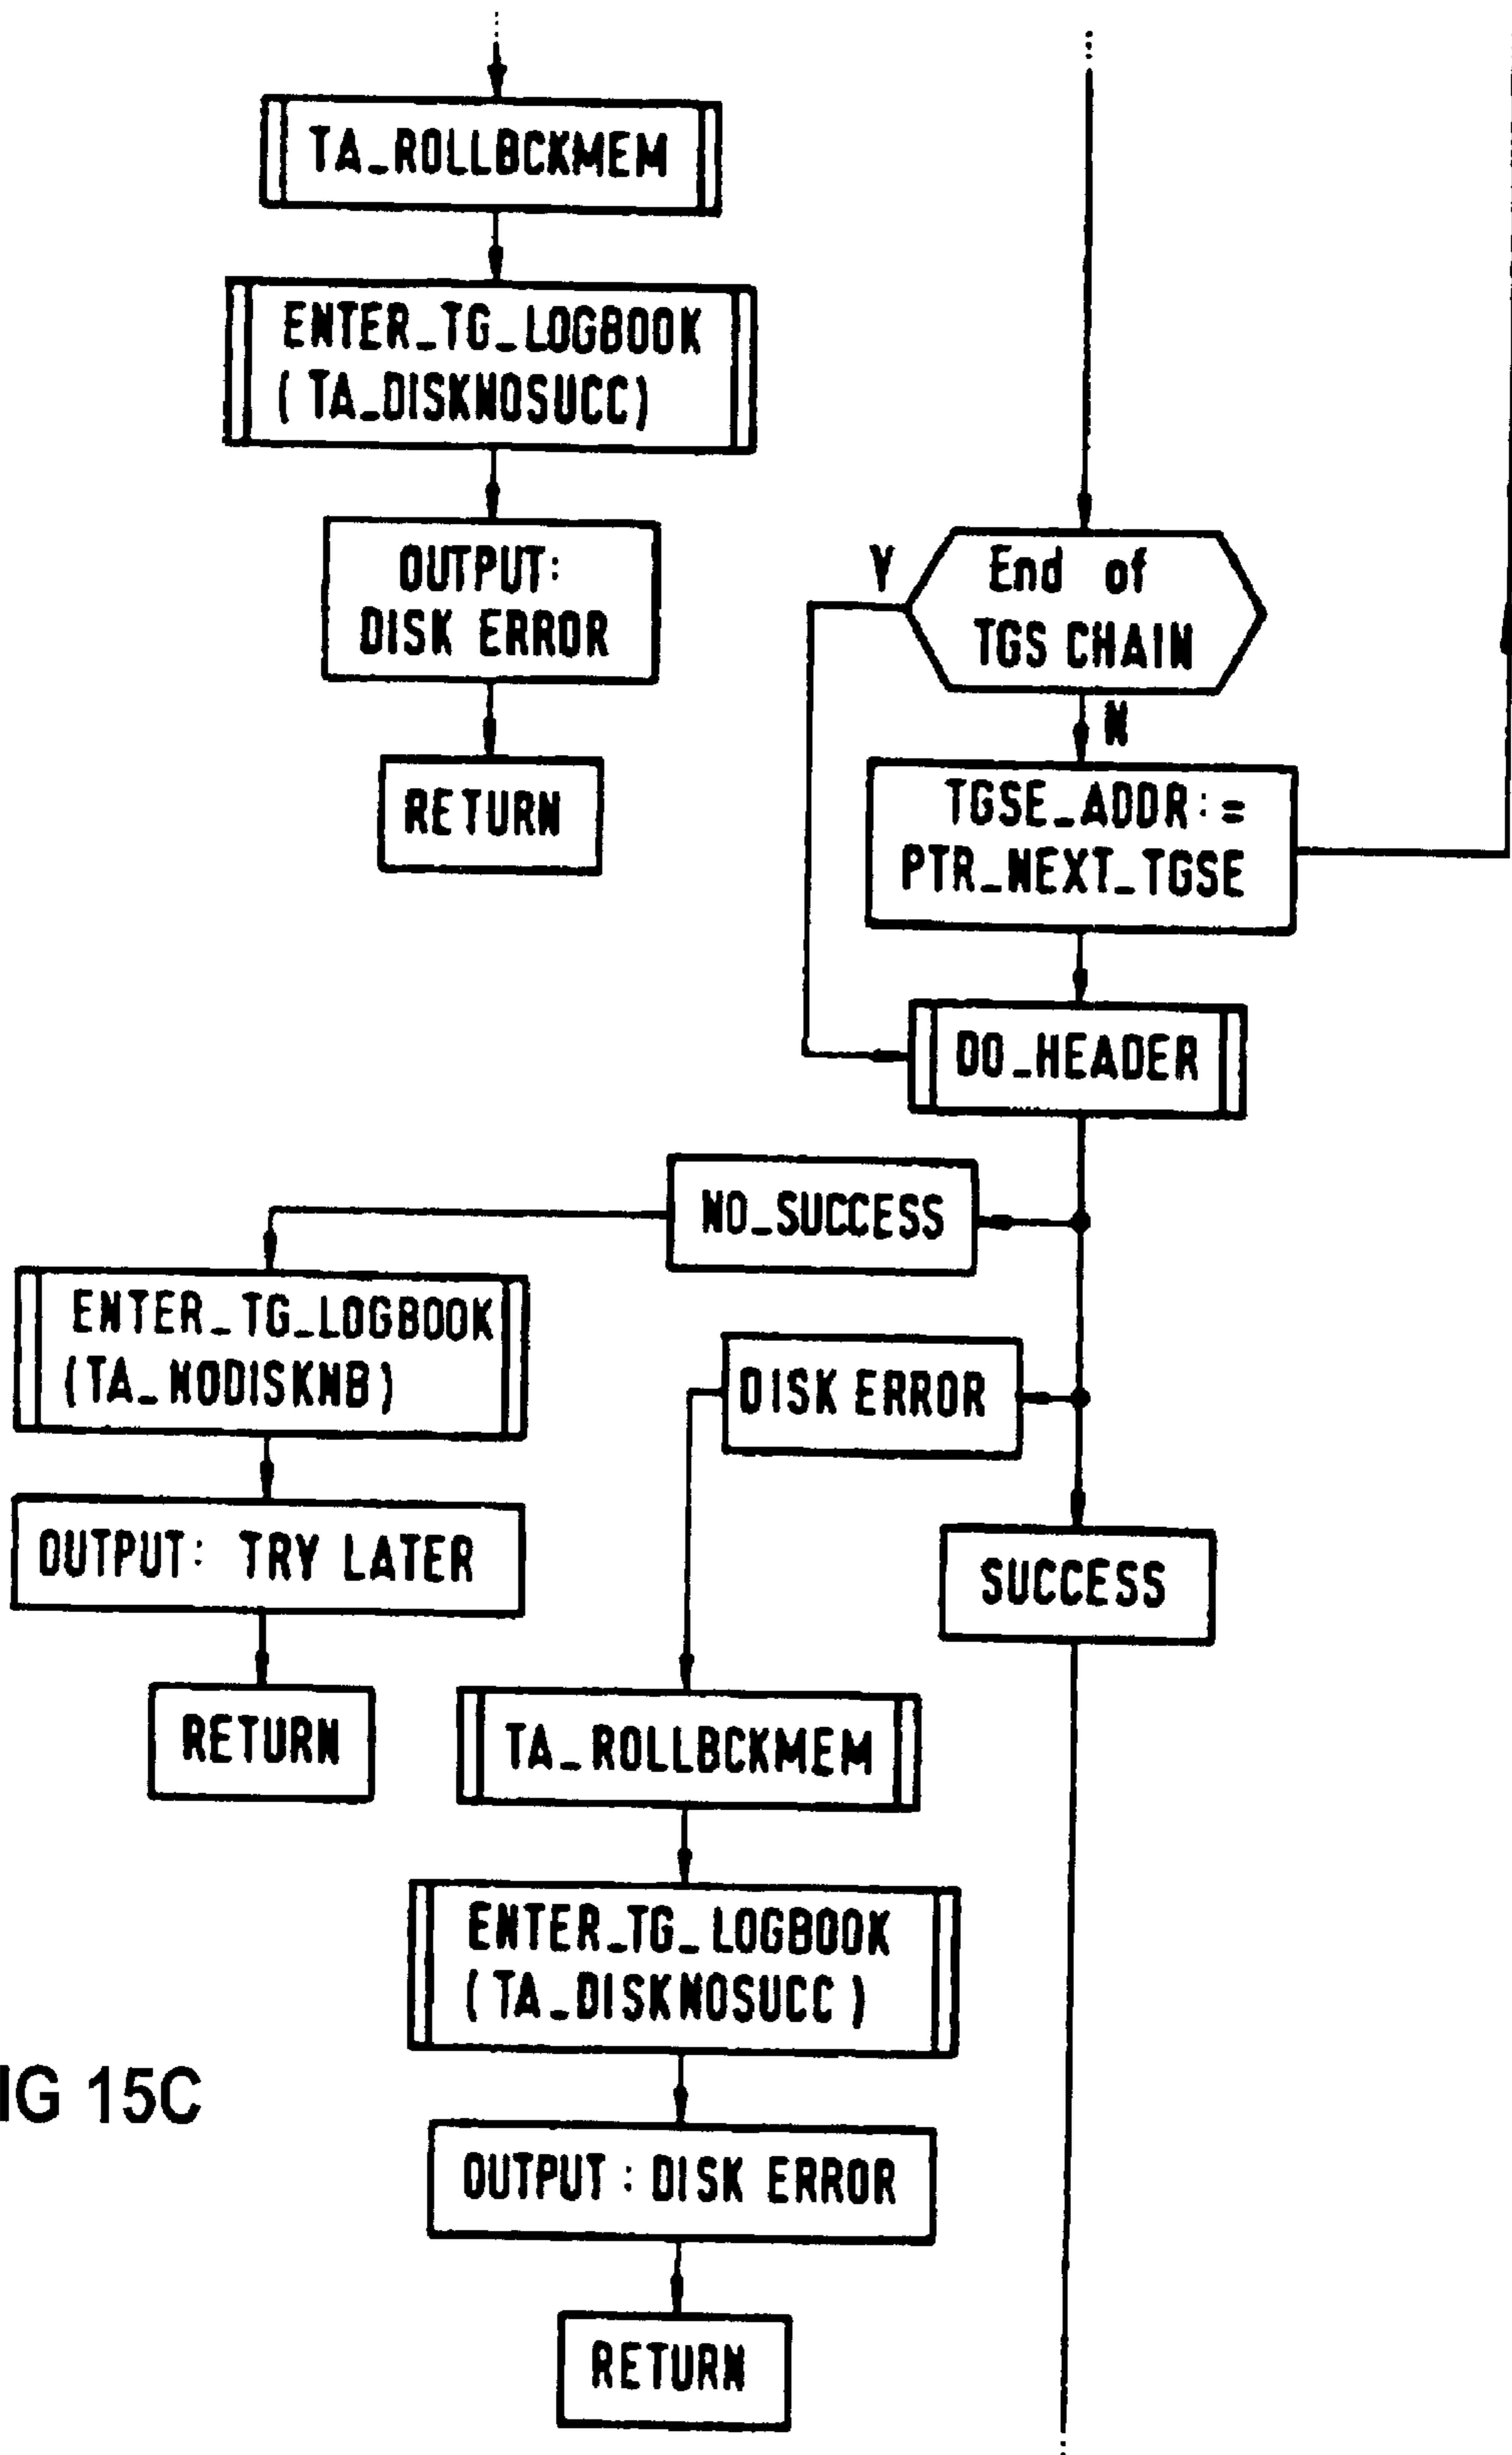 TA_ROLLBCKMEM
ENTER_TG_LOGBOOK
(TA_DISKNOSUCC)
OUTPUT:
DISK ERROR
RETURN
Y
End of
TGS CHAIN
N
TGSE_ADDR:=
PTR_NEXT_TGSE
DO_HEADER
NO_SUCCESS
ENTER_TG_LOGBOOK
(TA_NODISKNB)
OUTPUT: TRY LATER
RETURN
DISK ERROR
SUCCESS
TA_ROLLBCKMEM
ENTER_TG_LOGBOOK
(TA_DISKNOSUCC)
OUTPUT: DISK ERROR
RETURN
IG 15C